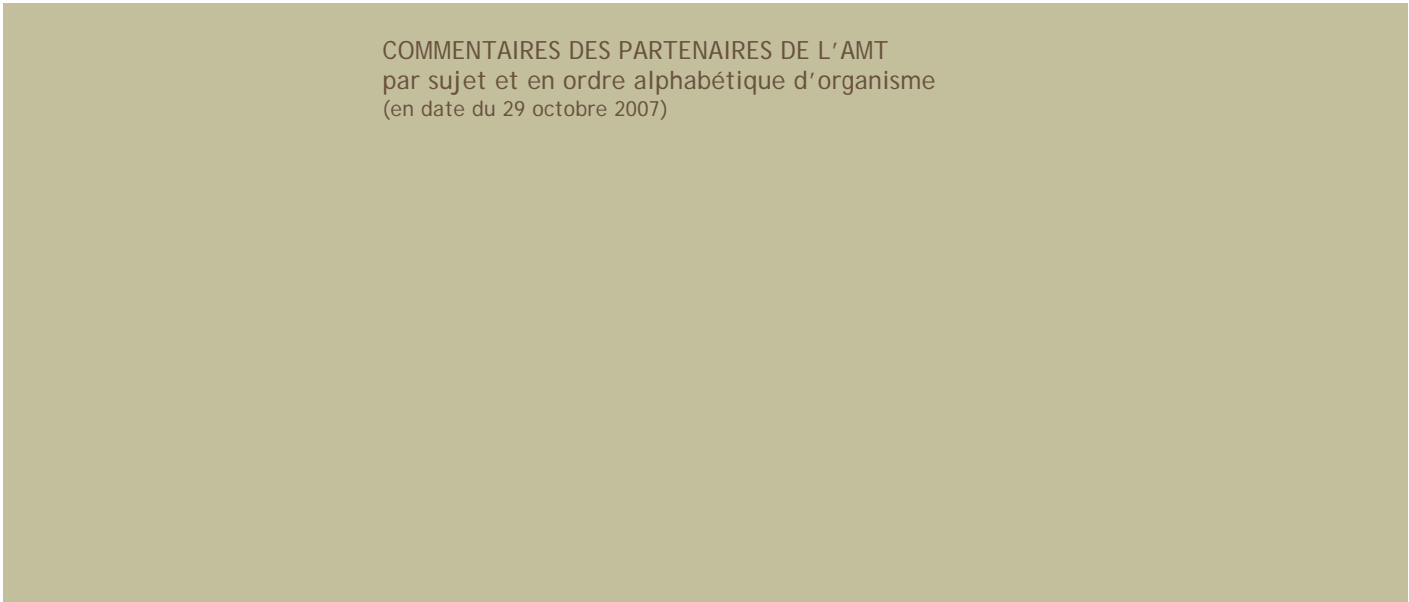 COMMENTAIRES DES PARTENAIRES DE L'AMT
par sujet et en ordre alphabétique d'organisme
(en date du 29 octobre 2007)